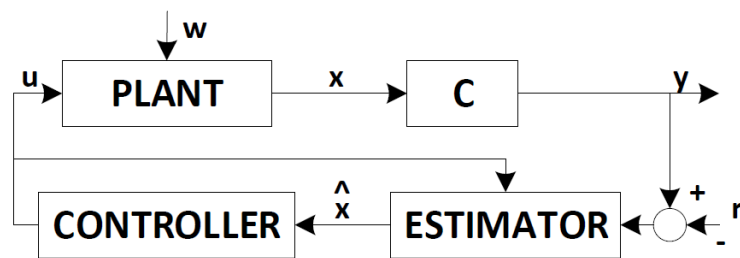 w
u
PLANT
x
C
y
^
x
+
r
-
CONTROLLER
ESTIMATOR